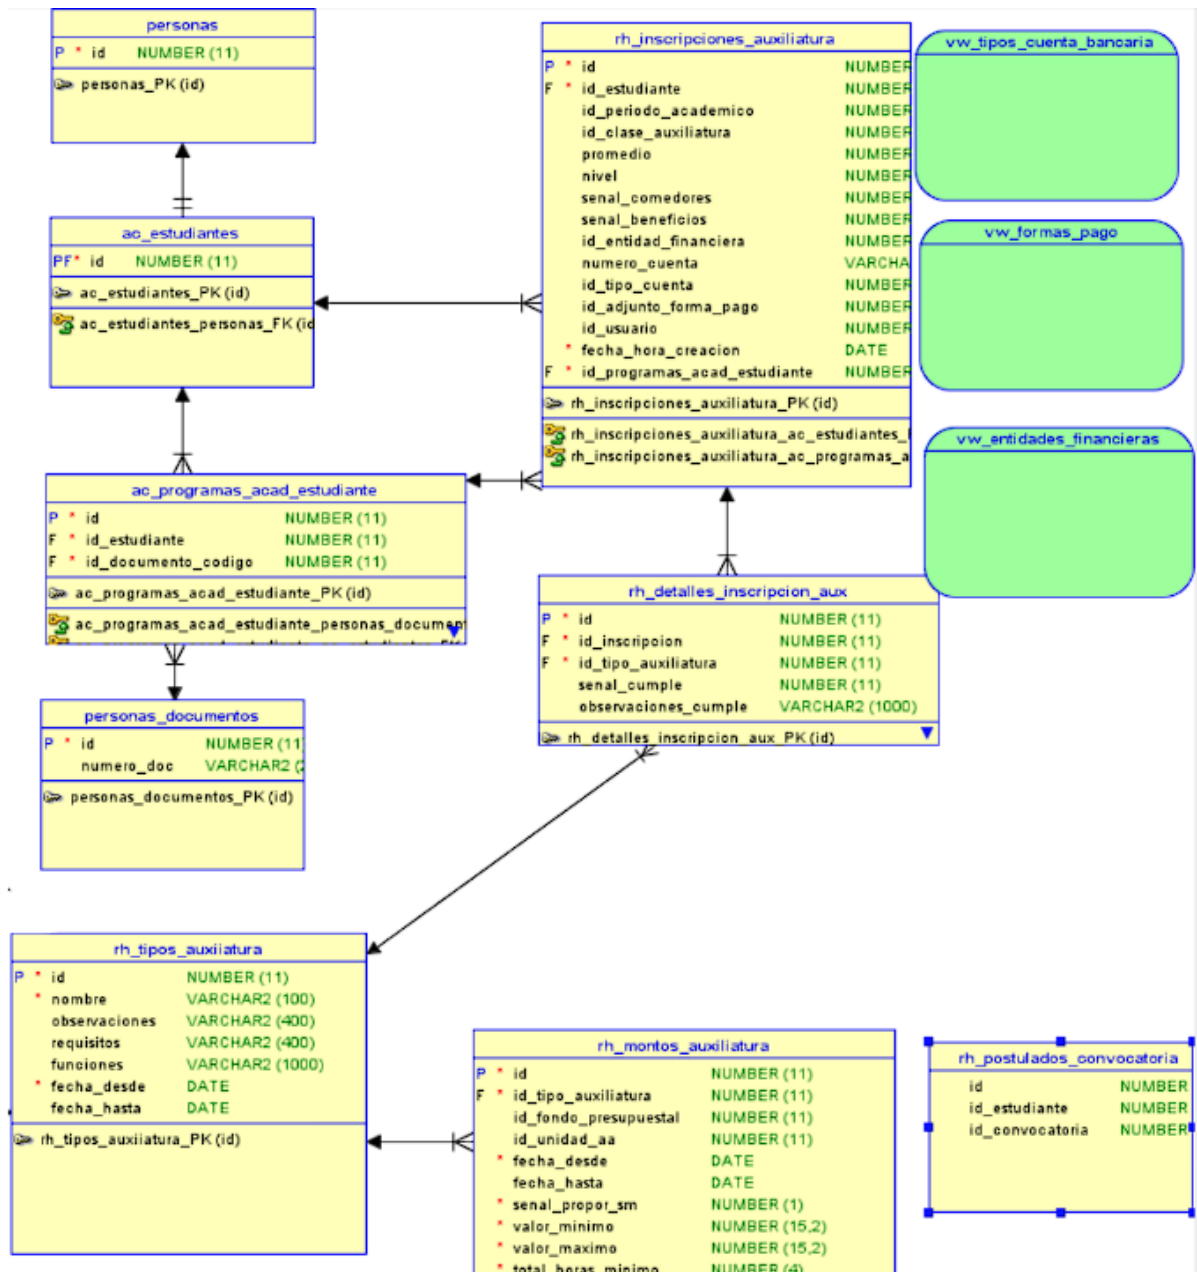 personas
P * id NUMBER (11)
personas_PK (id)
ac_estudiantes
PF* id NUMBER (11)
ac_estudiantes_PK (id)
ac_estudiantes_personas_FK (id
ac_programas_acad_estudiante
P * id NUMBER (11)
F * id_estudiante NUMBER (11)
F * id_documento_codigo NUMBER (11)
ac_programas_acad_estudiante_PK (id)
ac_programas_acad_estudiante_personas_documen
personas_documentos
P * id NUMBER (11
numero_doc VARCHAR2 (2
personas_documentos_PK (id)
rh_inscripciones_auxiliatura
P * id NUMBER
F * id_estudiante NUMBER
id_periodo_academico NUMBER
id_clase_auxiliatura NUMBER
promedio NUMBER
nivel NUMBER
senal_comedores NUMBER
senal_beneficios NUMBER
id_entidad_financiera NUMBER
numero_cuenta VARCHA
id_tipo_cuenta NUMBER
id_adjunto_forma_pago NUMBER
id_usuario NUMBER
* fecha_hora_creacion DATE
F * id_programas_acad_estudiante NUMBER
rh_inscripciones_auxiliatura_PK (id)
rh_inscripciones_auxiliatura_ac_estudiantes_
rh_inscripciones_auxiliatura_ac_programas_a
vw_tipos_cuenta_bancaria
vw_formas_pago
vw_entidades_financieras
rh_detalles_inscripcion_aux
P * id NUMBER (11)
F * id_inscripcion NUMBER (11)
F * id_tipo_auxiliatura NUMBER (11)
senal_cumple NUMBER (11)
observaciones_cumple VARCHAR2 (1000)
rh_detalles_inscripcion_aux_PK (id)
rh_tipos_auxiiatura
P * id NUMBER (11)
* nombre VARCHAR2 (100)
observaciones VARCHAR2 (400)
requisitos VARCHAR2 (400)
funciones VARCHAR2 (1000)
* fecha_desde DATE
fecha_hasta DATE
rh_tipos_auxiiatura_PK (id)
rh_montos_auxiliatura
P * id NUMBER (11)
F * id_tipo_auxiliatura NUMBER (11)
id_fondo_presupuestal NUMBER (11)
id_unidad_aa NUMBER (11)
* fecha_desde DATE
fecha_hasta DATE
* senal_propor_sm NUMBER (1)
* valor_minimo NUMBER (15,2)
* valor_maximo NUMBER (15,2)
* total_horas_minimo NUMBER (4)
rh_postulados_convocatoria
id NUMBER
id_estudiante NUMBER
id_convocatoria NUMBER